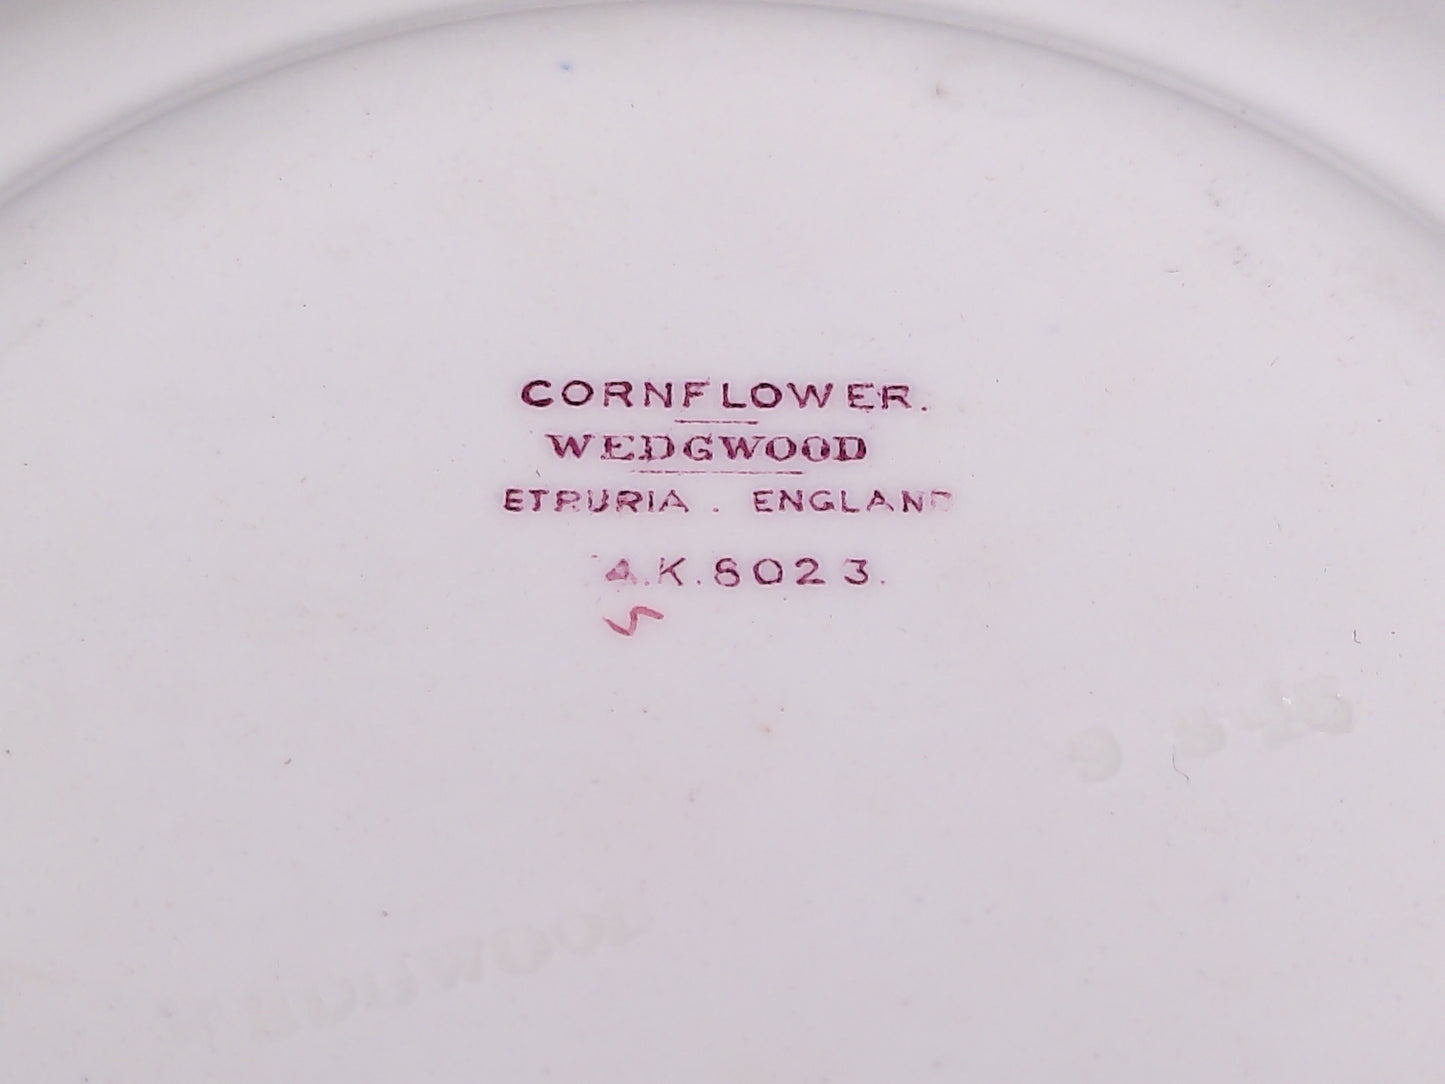 CORNFLOWER.
WEDGWOOD
ETRURIA . ENGLAND
A.K.8023.